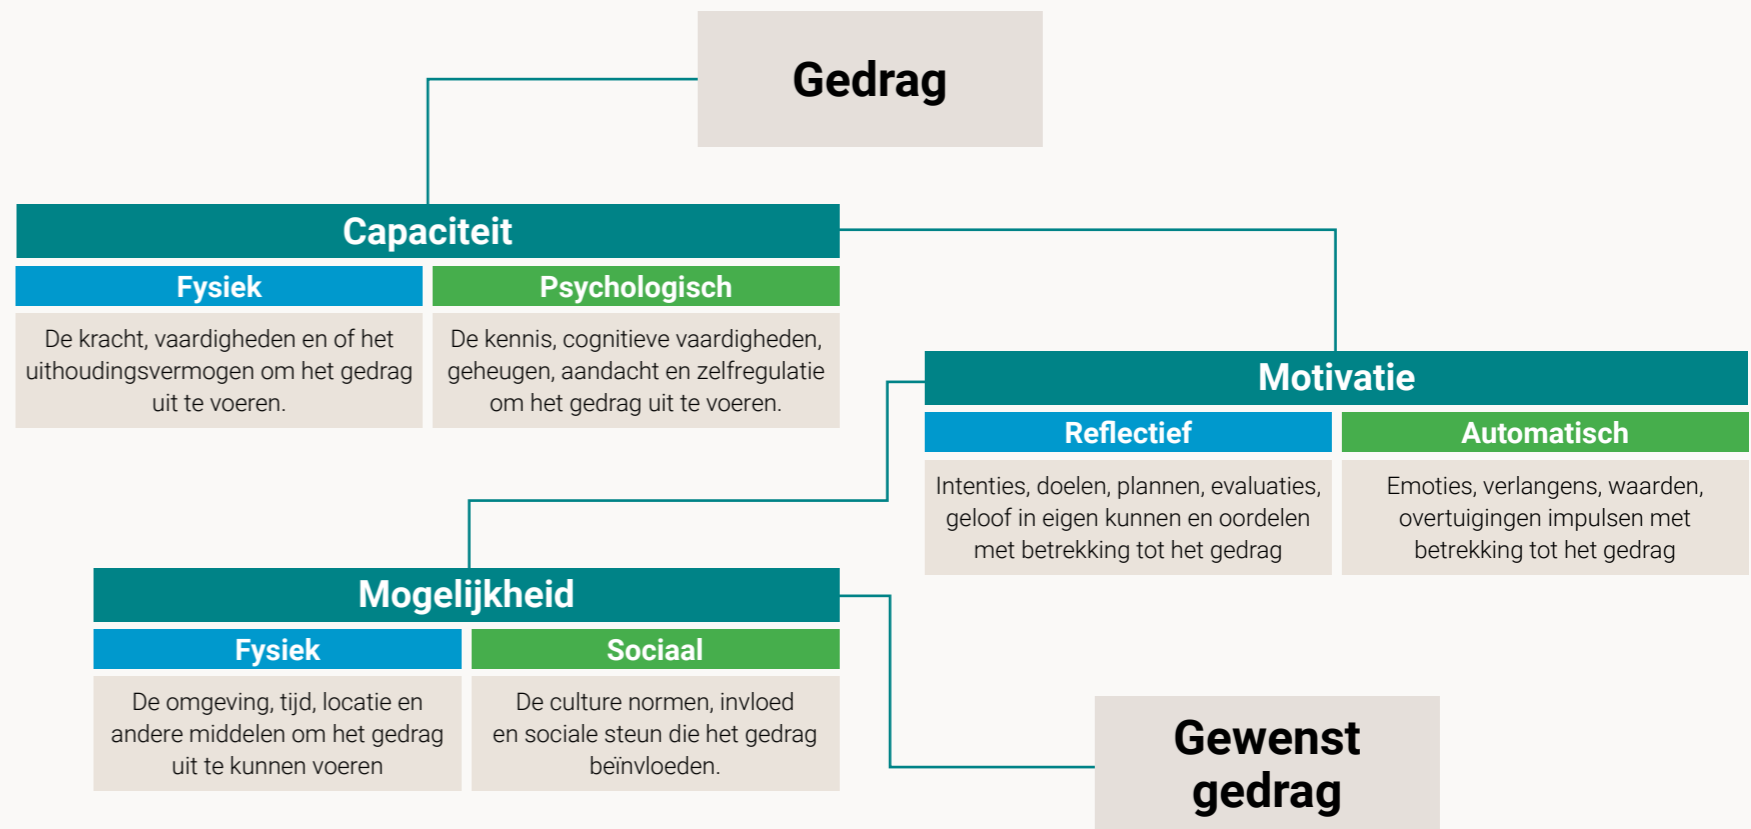 Gedrag
Capaciteit
Fysiek
De kracht, vaardigheden en of het
uithoudingsvermogen om het gedrag
uit te voeren.
Psychologisch
De kennis, cognitieve vaardigheden,
geheugen, aandacht en zelfregulatie
om het gedrag uit te voeren.
Motivatie
Reflectief
Intenties, doelen, plannen, evaluaties,
geloof in eigen kunnen en oordelen
met betrekking tot het gedrag
Automatisch
Emoties, verlangens, waarden,
overtuigingen impulsen met
betrekking tot het gedrag
Mogelijkheid
Fysiek
De omgeving, tijd, locatie en
andere middelen om het gedrag
uit te kunnen voeren
Sociaal
De culture normen, invloed
en sociale steun die het gedrag
beïnvloeden.
Gewenst
gedrag